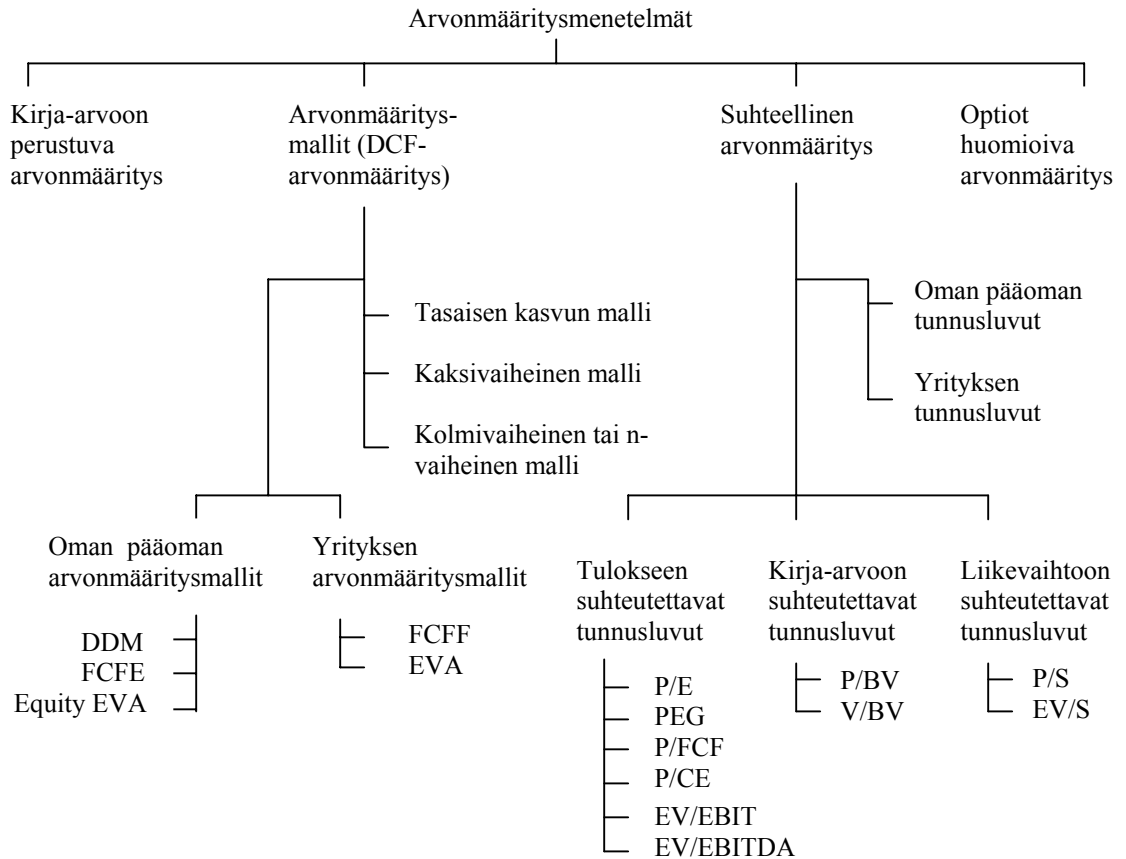 Arvonmääritysmenetelmät
Kirja-arvoon
perustuva
arvonmääritys
Arvonmääritys-
mallit (DCF-
arvonmääritys)
Suhteellinen
arvonmääritys
Optiot
huomioiva
arvonmääritys
Tasaisen kasvun malli
Kaksivaiheinen malli
Kolmivaiheinen tai n-
vaiheinen malli
Oman pääoman
tunnusluvut
Yrityksen
tunnusluvut
Oman pääoman
arvonmääritysmallit
DDM
FCFE
Equity EVA
Yrityksen
arvonmääritysmallit
FCFF
EVA
Tulokseen
suhteutettavat
tunnusluvut
P/E
PEG
P/FCF
P/CE
EV/EBIT
EV/EBITDA
Kirja-arvoon
suhteutettavat
tunnusluvut
P/BV
V/BV
Liikevaihtoon
suhteutettavat
tunnusluvut
P/S
EV/S